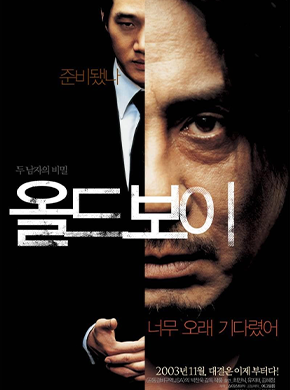 준비됐나
두 남자의 비밀
올드보이
너무 오래 기다렸어
2003년 11월, 대결은 이제부터다!